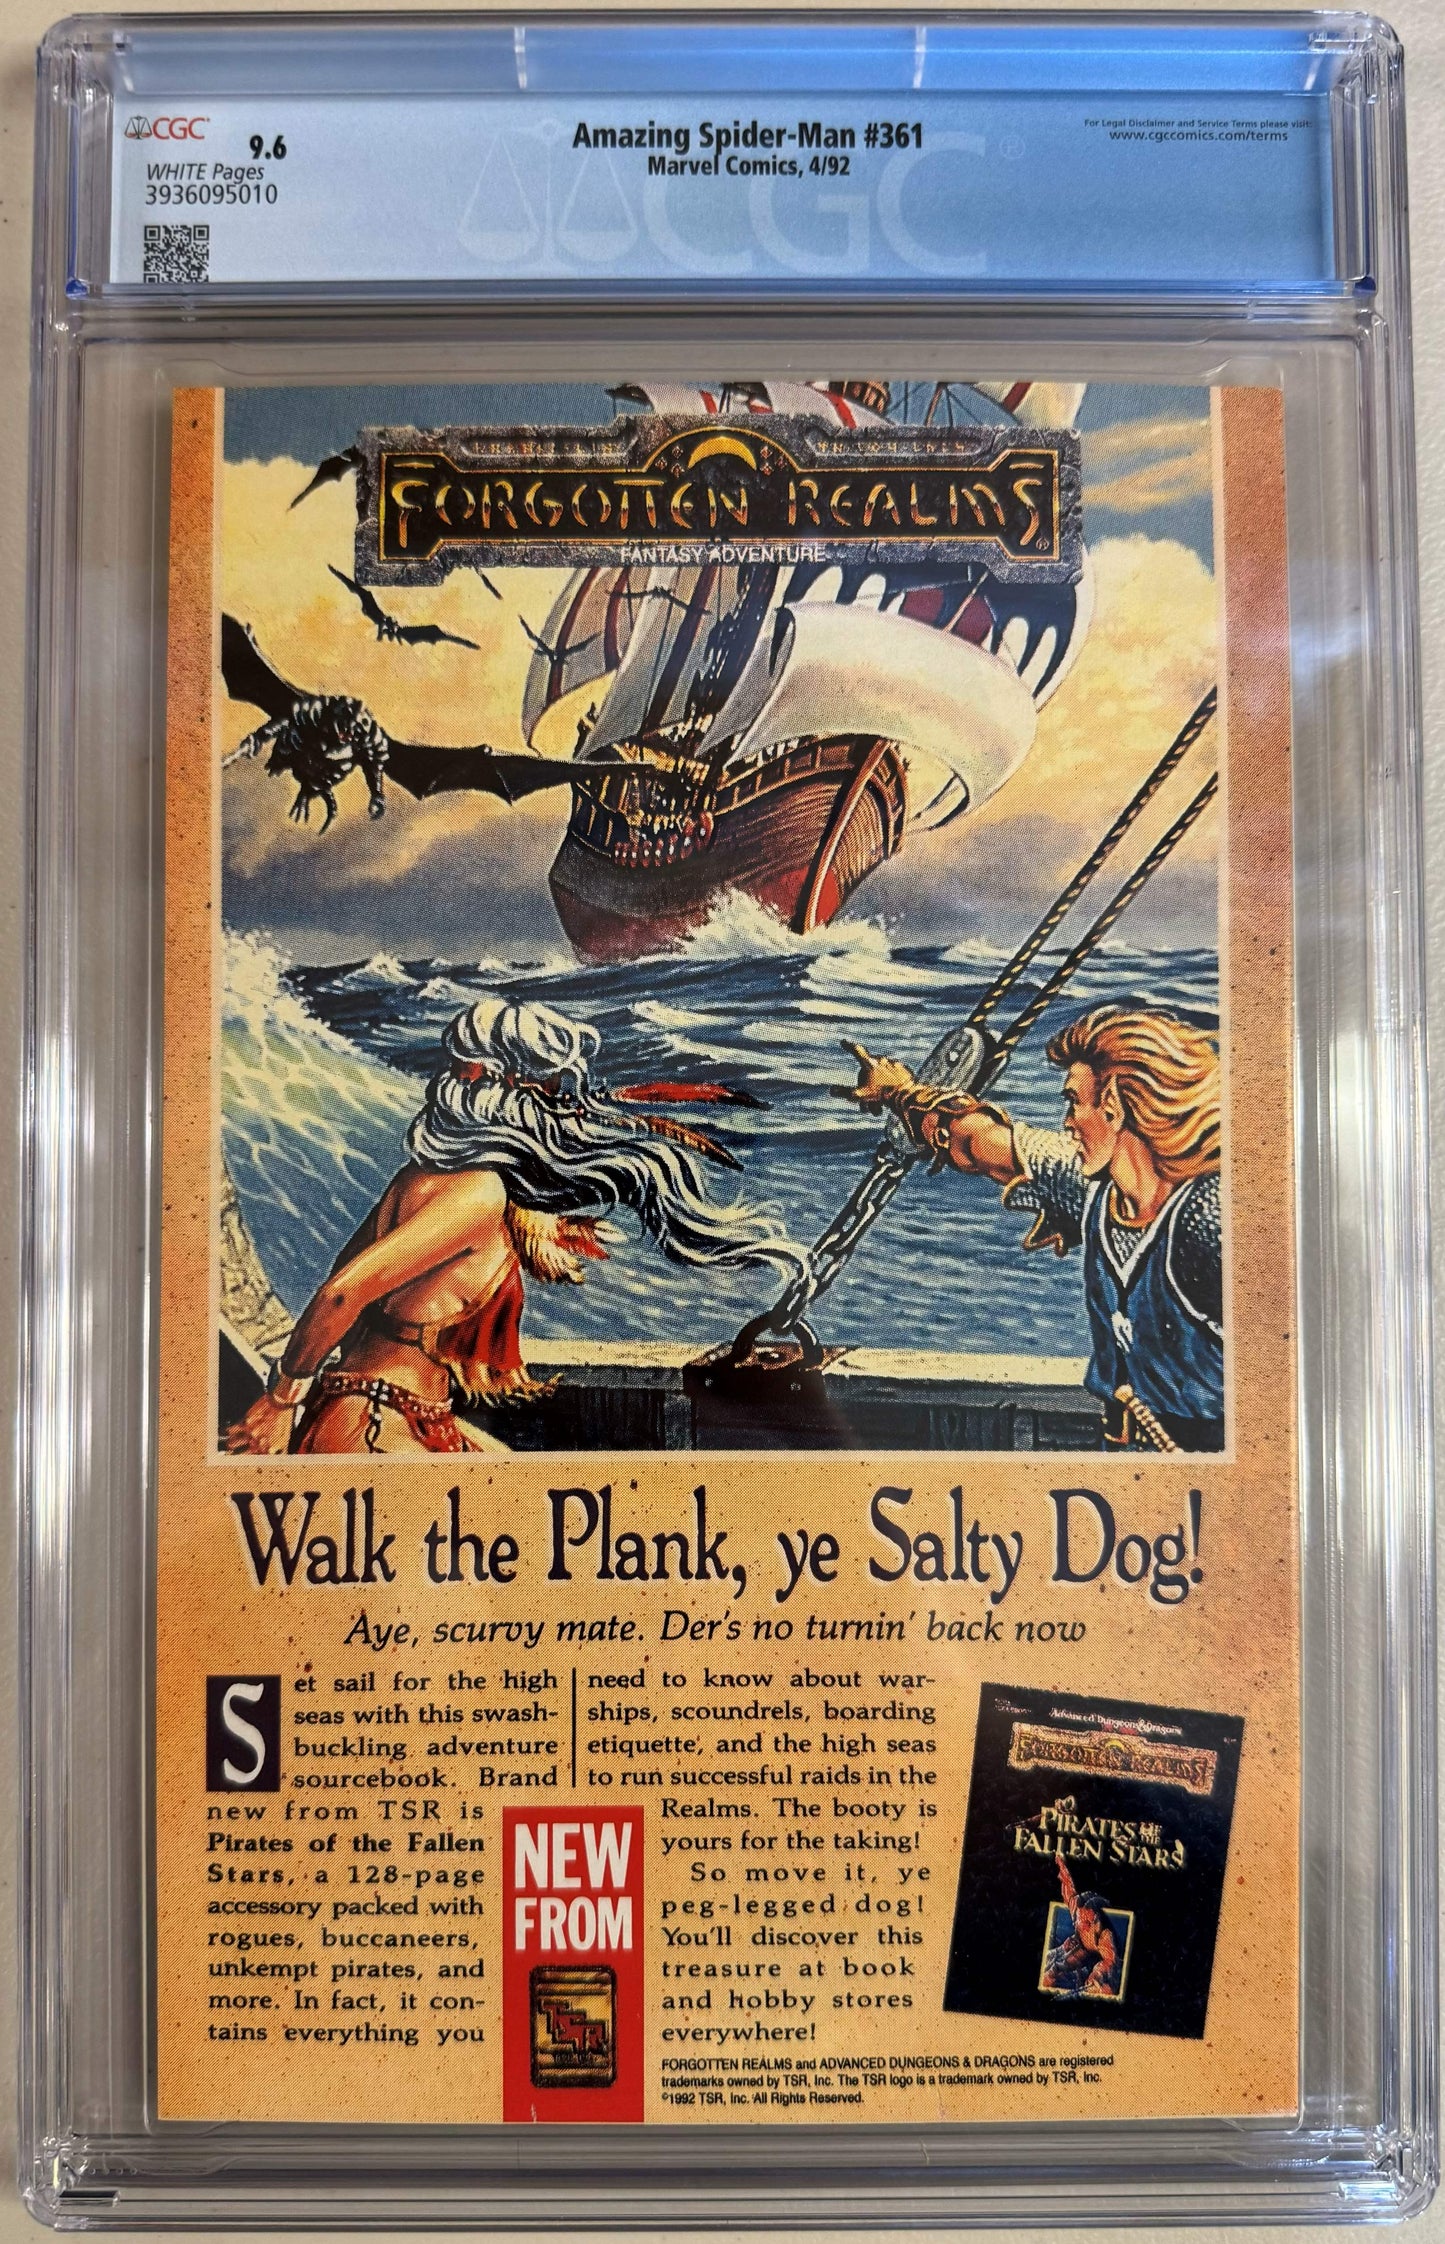 CGC
9.6
WHITE Pages
3936095010
Amazing Spider-Man #361
Marvel Comics, 4/92
For Legal Disclaimer and Service Terms please visit:
www.cgccomics.com/terms
CGC
FORGOTTEN REALMS
FANTASY ADVENTURE
Walk the Plank, ye Salty Dog!
Aye, scurvy mate. Der's no turnin' back now
Set sail for the high
seas with this swash-
buckling adventure
sourcebook. Brand
new from TSR is
Pirates of the Fallen
Stars, a 128-page
accessory packed with
rogues, buccaneers,
unkempt pirates, and
more. In fact, it con-
tains everything you
need to know about war-
ships, scoundrels, boarding
etiquette, and the high seas
to run successful raids in the
Realms. The booty is
yours for the taking!
So move it, ye
peg-legged dog!
You'll discover this
treasure at book
and hobby stores
everywhere!
NEW
FROM
TSR
Advanced Dungeons & Dragons
FORGOTTEN REALMS
PIRATES OF THE
FALLEN STARS
FORGOTTEN REALMS and ADVANCED DUNGEONS & DRAGONS are registered
trademarks owned by TSR, Inc. The TSR logo is a trademark owned by TSR, Inc.
©1992 TSR, Inc. All Rights Reserved.